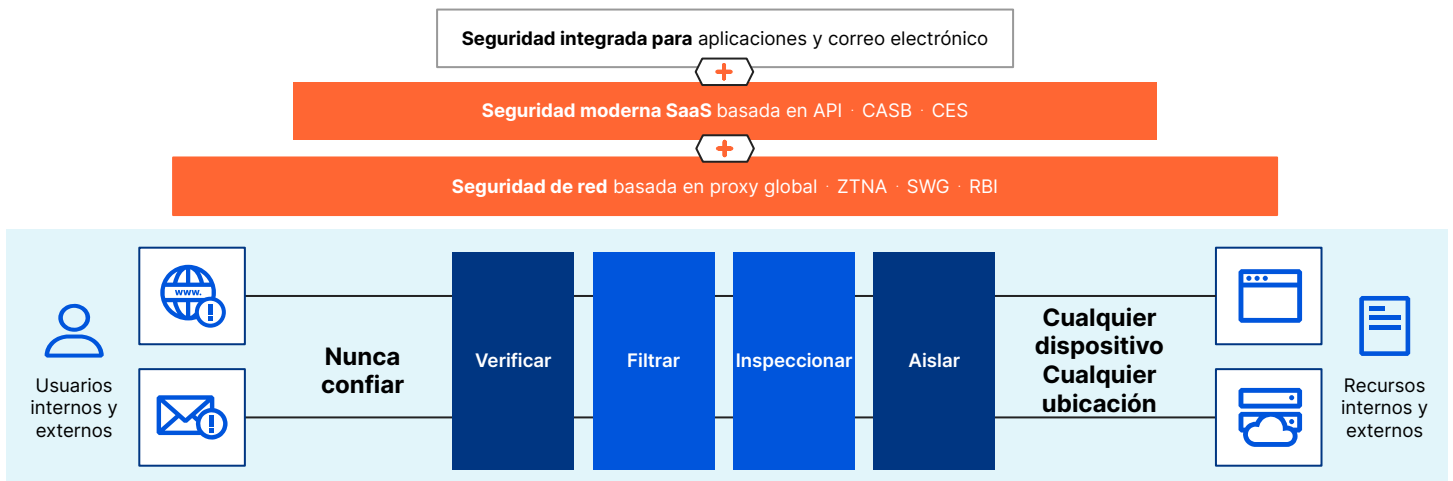 Seguridad integrada para aplicaciones y correo electrónico
Seguridad moderna SaaS basada en API · CASB · CES
Seguridad de red basada en proxy global · ZTNA · SWG · RBI
www.
Usuarios
internos y
externos
Nunca
confiar
Verificar
Filtrar
Inspeccionar
Aislar
Cualquier
dispositivo
Cualquier
ubicación
Recursos
internos y
externos